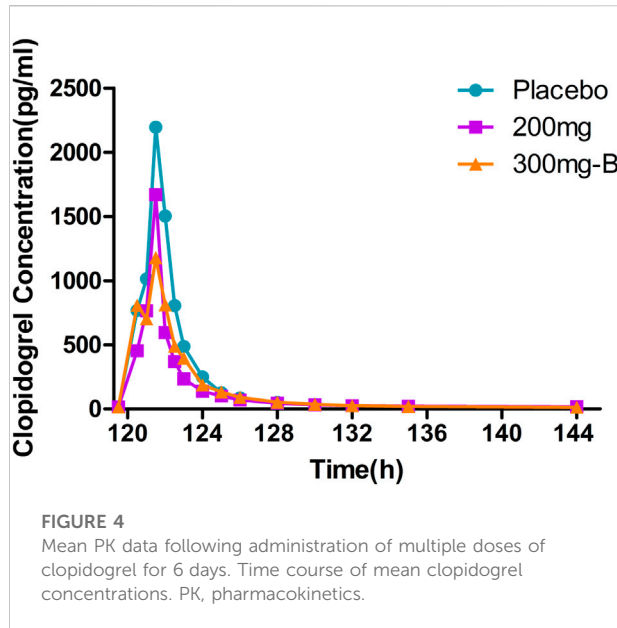 2500
2000
1500
1000
500
0
Clopidogrel Concentration(pg/ml)
Placebo
200mg
300mg-B
120 124 128 132 136 140 144
Time(h)
FIGURE 4
Mean PK data following administration of multiple doses of
clopidogrel for 6 days. Time course of mean clopidogrel
concentrations. PK, pharmacokinetics.